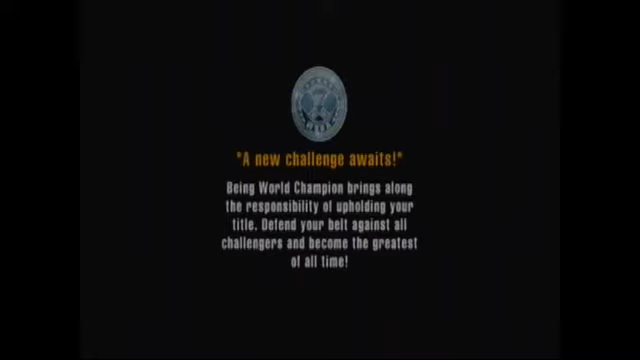 "A new challenge awaits!"
Being World Champion brings along
the responsibility of upholding your
title. Defend your belt against all
challengers and become the greatest
of all time!